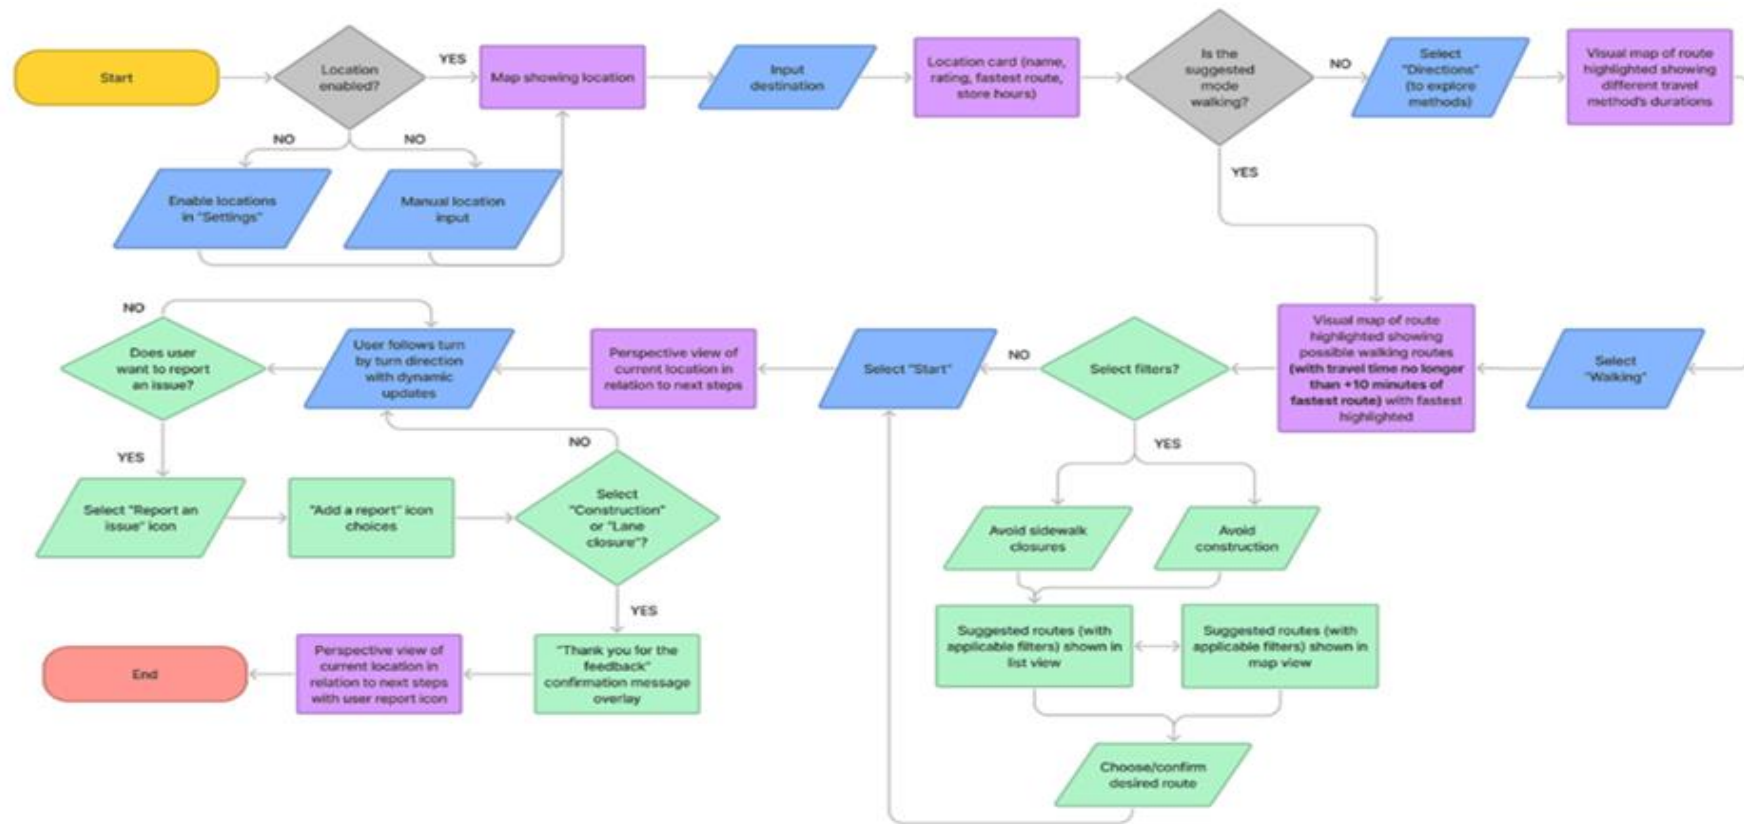 Start
Location
enabled?
YES
Map showing location
Input
destination
Location card (name,
rating, fastest route,
store hours)
Is the
suggested
mode
walking?
NO
Select
"Directions"
(to explore
methods)
Visual map of route
highlighted showing
different travel
method's durations
NO
NO
Enable locations
in "Settings"
Manual location
input
YES
NO
Does user
want to report
an issue?
User follows turn
by turn direction
with dynamic
updates
Perspective view of
current location in
relation to next steps
Select "Start"
NO
Select filters?
Visual map of route
highlighted showing
possible walking routes
(with travel time no longer
than +10 minutes of
fastest route) with fastest
highlighted
Select
"Walking"
YES
NO
YES
Select "Report an
issue" icon
"Add a report" icon
choices
Select
"Construction"
or "Lane
closure"?
Avoid sidewalk
closures
Avoid
construction
YES
End
Perspective view of
current location in
relation to next steps
with user report icon
"Thank you for the
feedback"
confirmation message
overlay
Suggested routes (with
applicable filters) shown in
list view
Suggested routes (with
applicable filters) shown in
map view
Choose/confirm
desired route